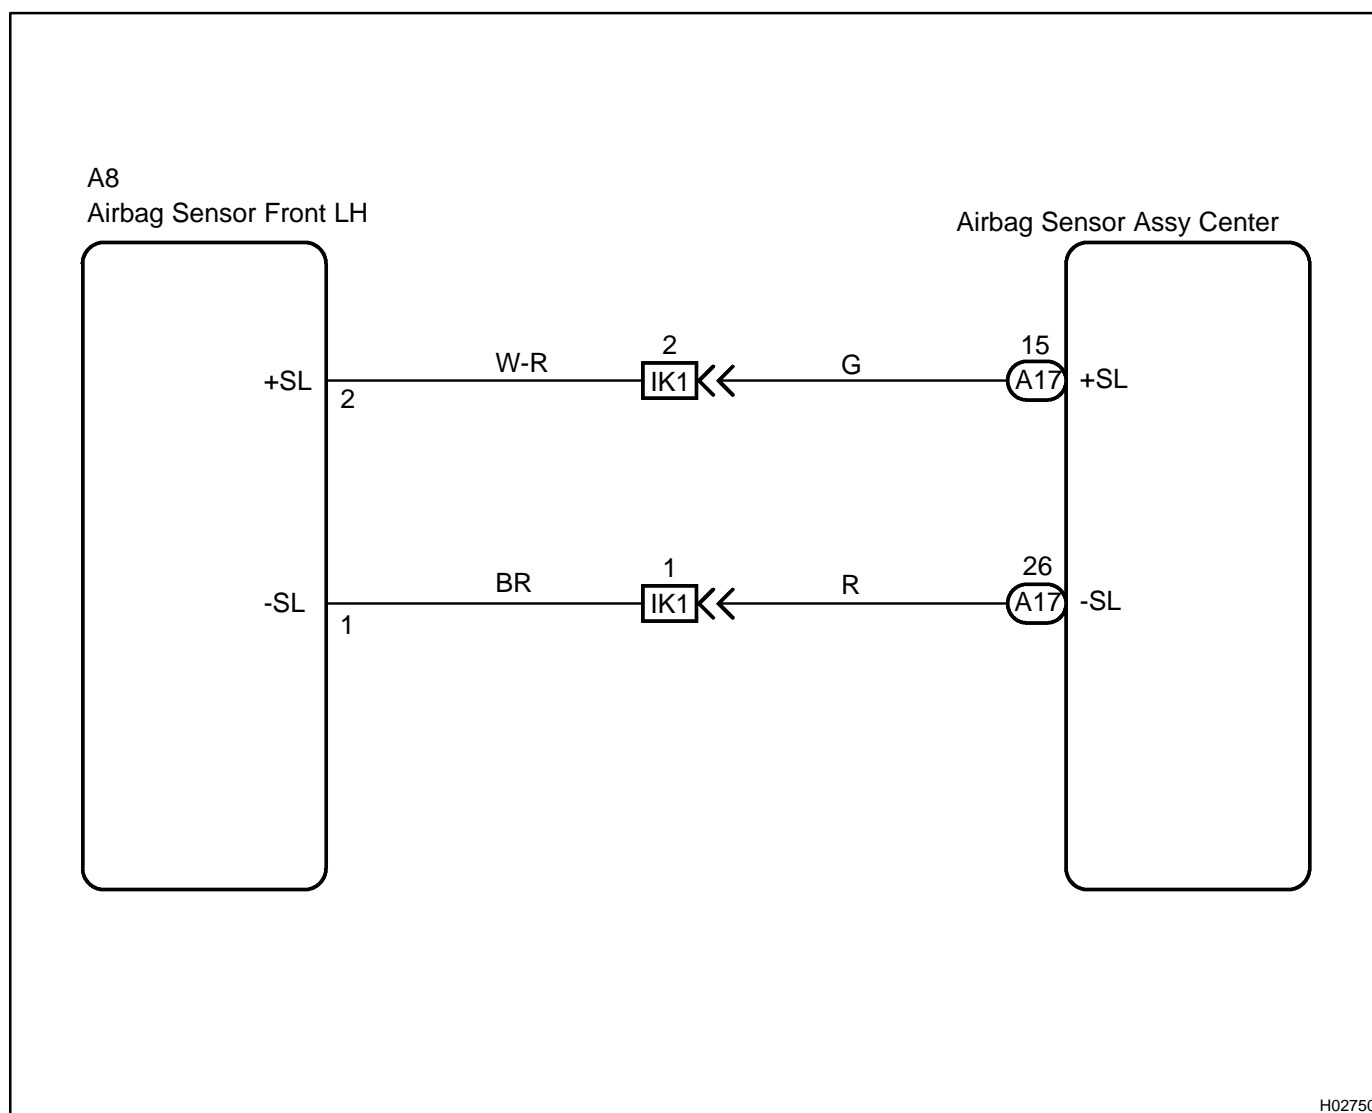 A8
Airbag Sensor Front LH
Airbag Sensor Assy Center
+SL
2
W-R
2
IK1
G
15
A17
+SL
-SL
1
BR
1
IK1
R
26
A17
-SL
H02750